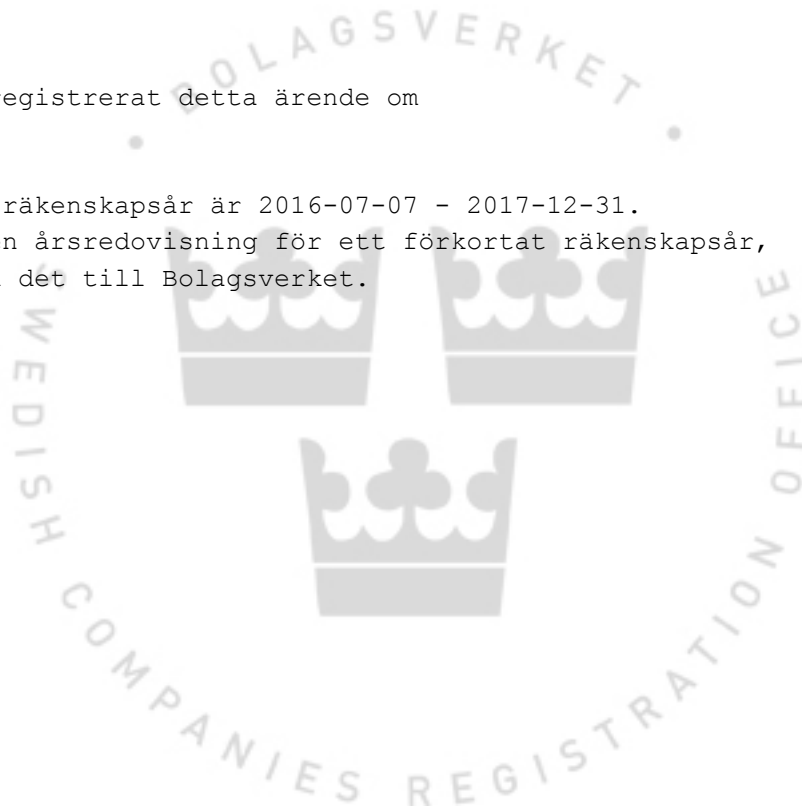 BOLAGSVERKET
registrerat detta ärende om
räkenskapsår är 2016-07-07 - 2017-12-31.
n årsredovisning för ett förkortat räkenskapsår,
det till Bolagsverket.
SWEDISH COMPANIES REGISTRATION OFFICE